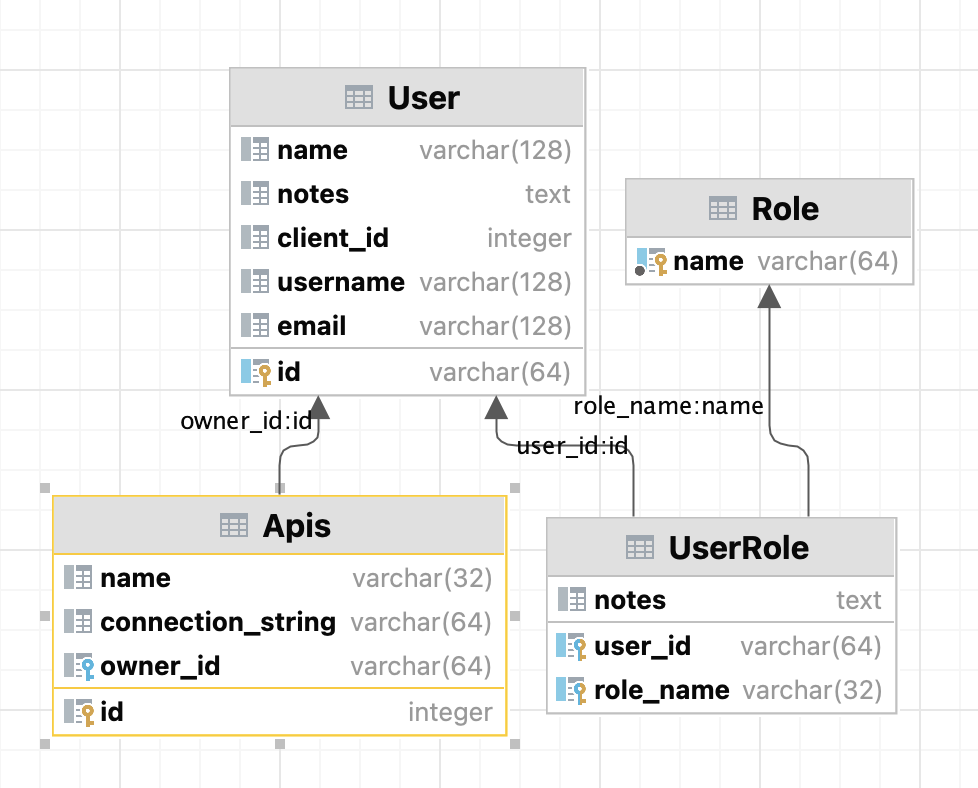 User
name varchar(128)
notes text
client_id integer
username varchar(128)
email varchar(128)
id varchar(64)
Role
name varchar(64)
owner_id:id
user_id:id
role_name:name
Apis
name varchar(32)
connection_string varchar(64)
owner_id varchar(64)
id integer
UserRole
notes text
user_id varchar(64)
role_name varchar(32)